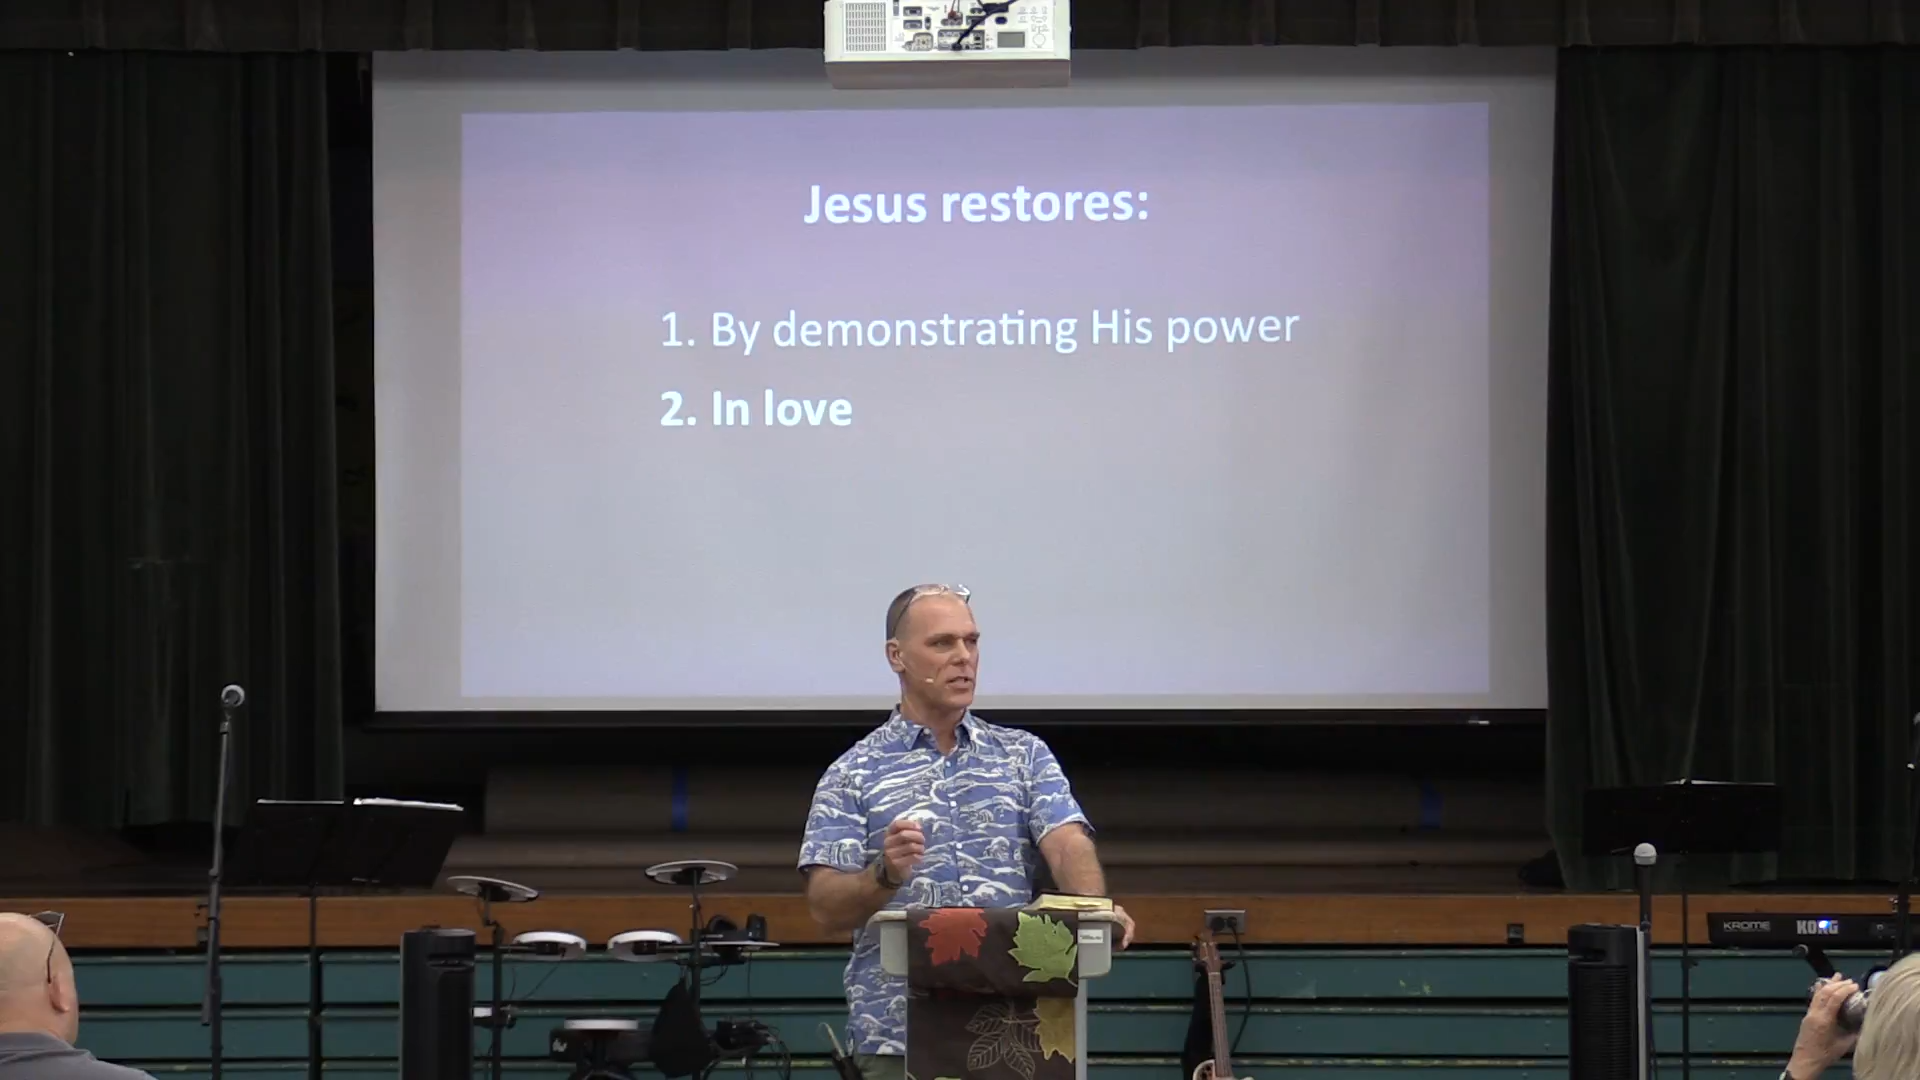 Jesus restores:
1. By demonstrating His power
2. In love
KROME
KORG